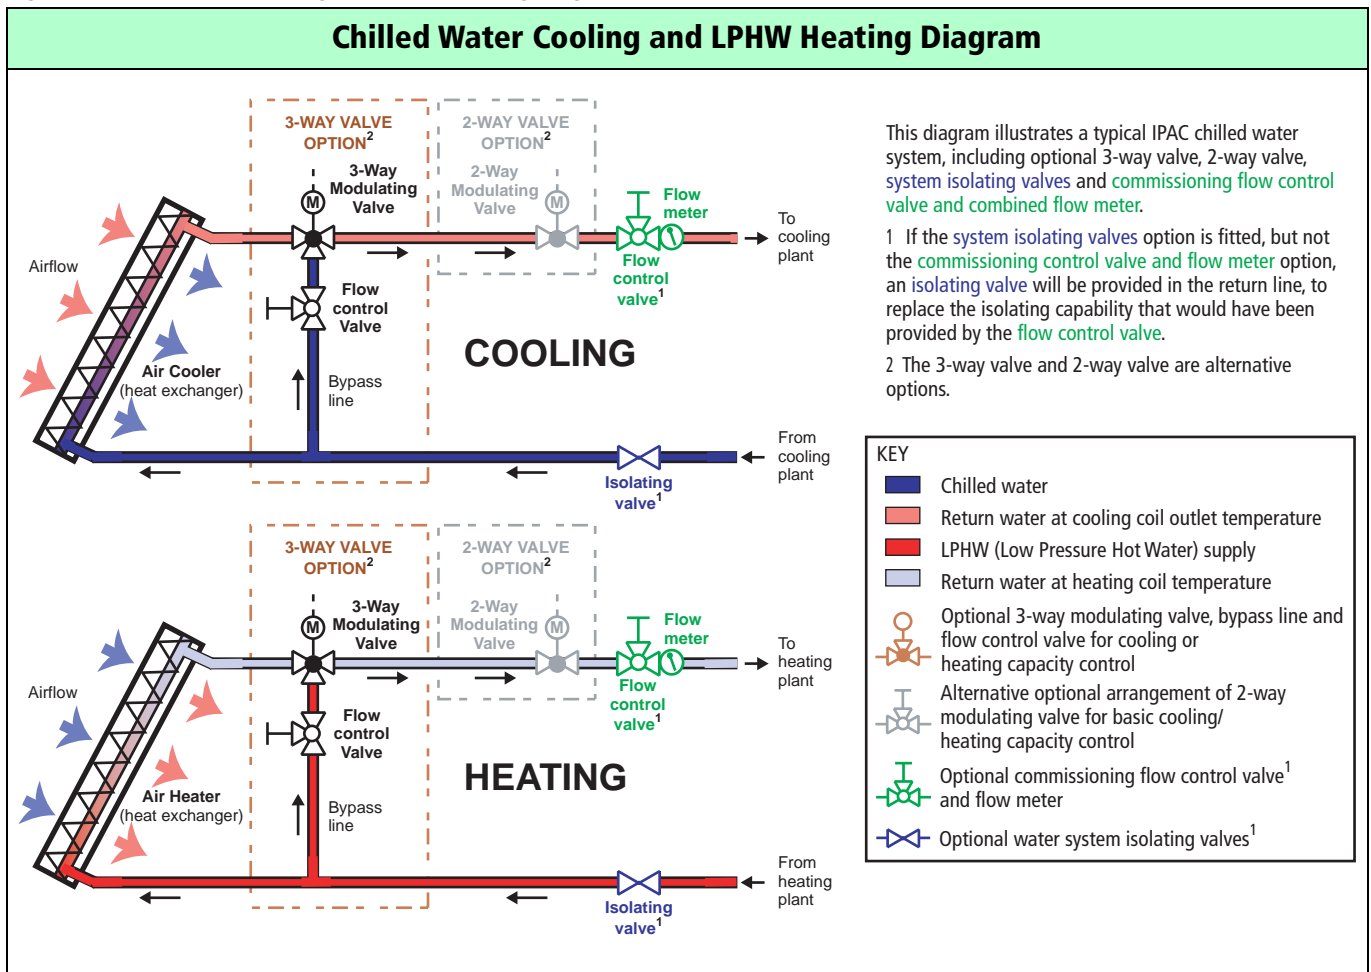 Chilled Water Cooling and LPHW Heating Diagram
3-WAY VALVE
OPTION2
2-WAY VALVE
OPTION2
3-Way
Modulating
Valve
2-Way
Modulating
Valve
M
M
Flow
meter
To
cooling
plant
Airflow
Flow
control
Valve
Flow
control
valve1
COOLING
Air Cooler
(heat exchanger)
Bypass
line
From
cooling
plant
Isolating
valve1
3-WAY VALVE
OPTION2
2-WAY VALVE
OPTION2
3-Way
Modulating
Valve
2-Way
Modulating
Valve
M
M
Flow
meter
To
heating
plant
Airflow
Flow
control
Valve
Flow
control
valve1
HEATING
Air Heater
(heat exchanger)
Bypass
line
From
heating
plant
Isolating
valve1
This diagram illustrates a typical IPAC chilled water
system, including optional 3-way valve, 2-way valve,
system isolating valves and commissioning flow control
valve and combined flow meter.
1 If the system isolating valves option is fitted, but not
the commissioning control valve and flow meter option,
an isolating valve will be provided in the return line, to
replace the isolating capability that would have been
provided by the flow control valve.
2 The 3-way valve and 2-way valve are alternative
options.
KEY
Chilled water
Return water at cooling coil outlet temperature
LPHW (Low Pressure Hot Water) supply
Return water at heating coil temperature
Optional 3-way modulating valve, bypass line and
flow control valve for cooling or
heating capacity control
Alternative optional arrangement of 2-way
modulating valve for basic cooling/
heating capacity control
Optional commissioning flow control valve1
and flow meter
Optional water system isolating valves1